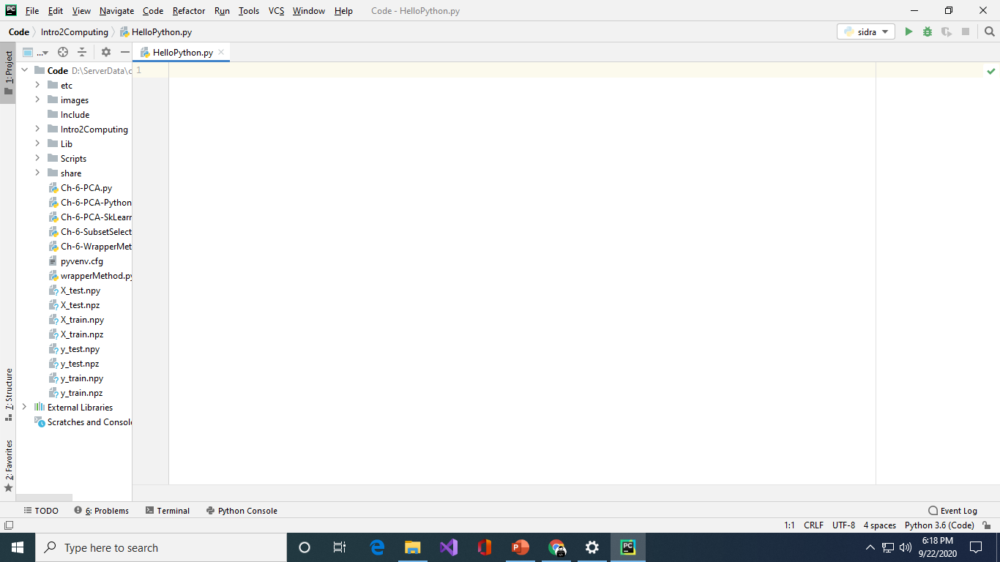 PC File Edit View Navigate Code Refactor Run Tools VCS Window Help Code - HelloPython.py
Code Intro2Computing HelloPython.py sidra
1: Project
... HelloPython.py
Code D:\ServerData\c 1
etc
images
Include
Intro2Computing
Lib
Scripts
share
Ch-6-PCA.py
Ch-6-PCA-Python
Ch-6-PCA-SkLearn
Ch-6-SubsetSelect
Ch-6-WrapperMet
pyvenv.cfg
wrapperMethod.py
X_test.npy
X_test.npz
X_train.npy
X_train.npz
y_test.npy
y_test.npz
y_train.npy
y_train.npz
External Libraries
Scratches and Consol
7: Structure
2: Favorites
TODO 6: Problems Terminal Python Console Event Log
1:1 CRLF UTF-8 4 spaces Python 3.6 (Code)
Type here to search P PC 6:18 PM
9/22/2020